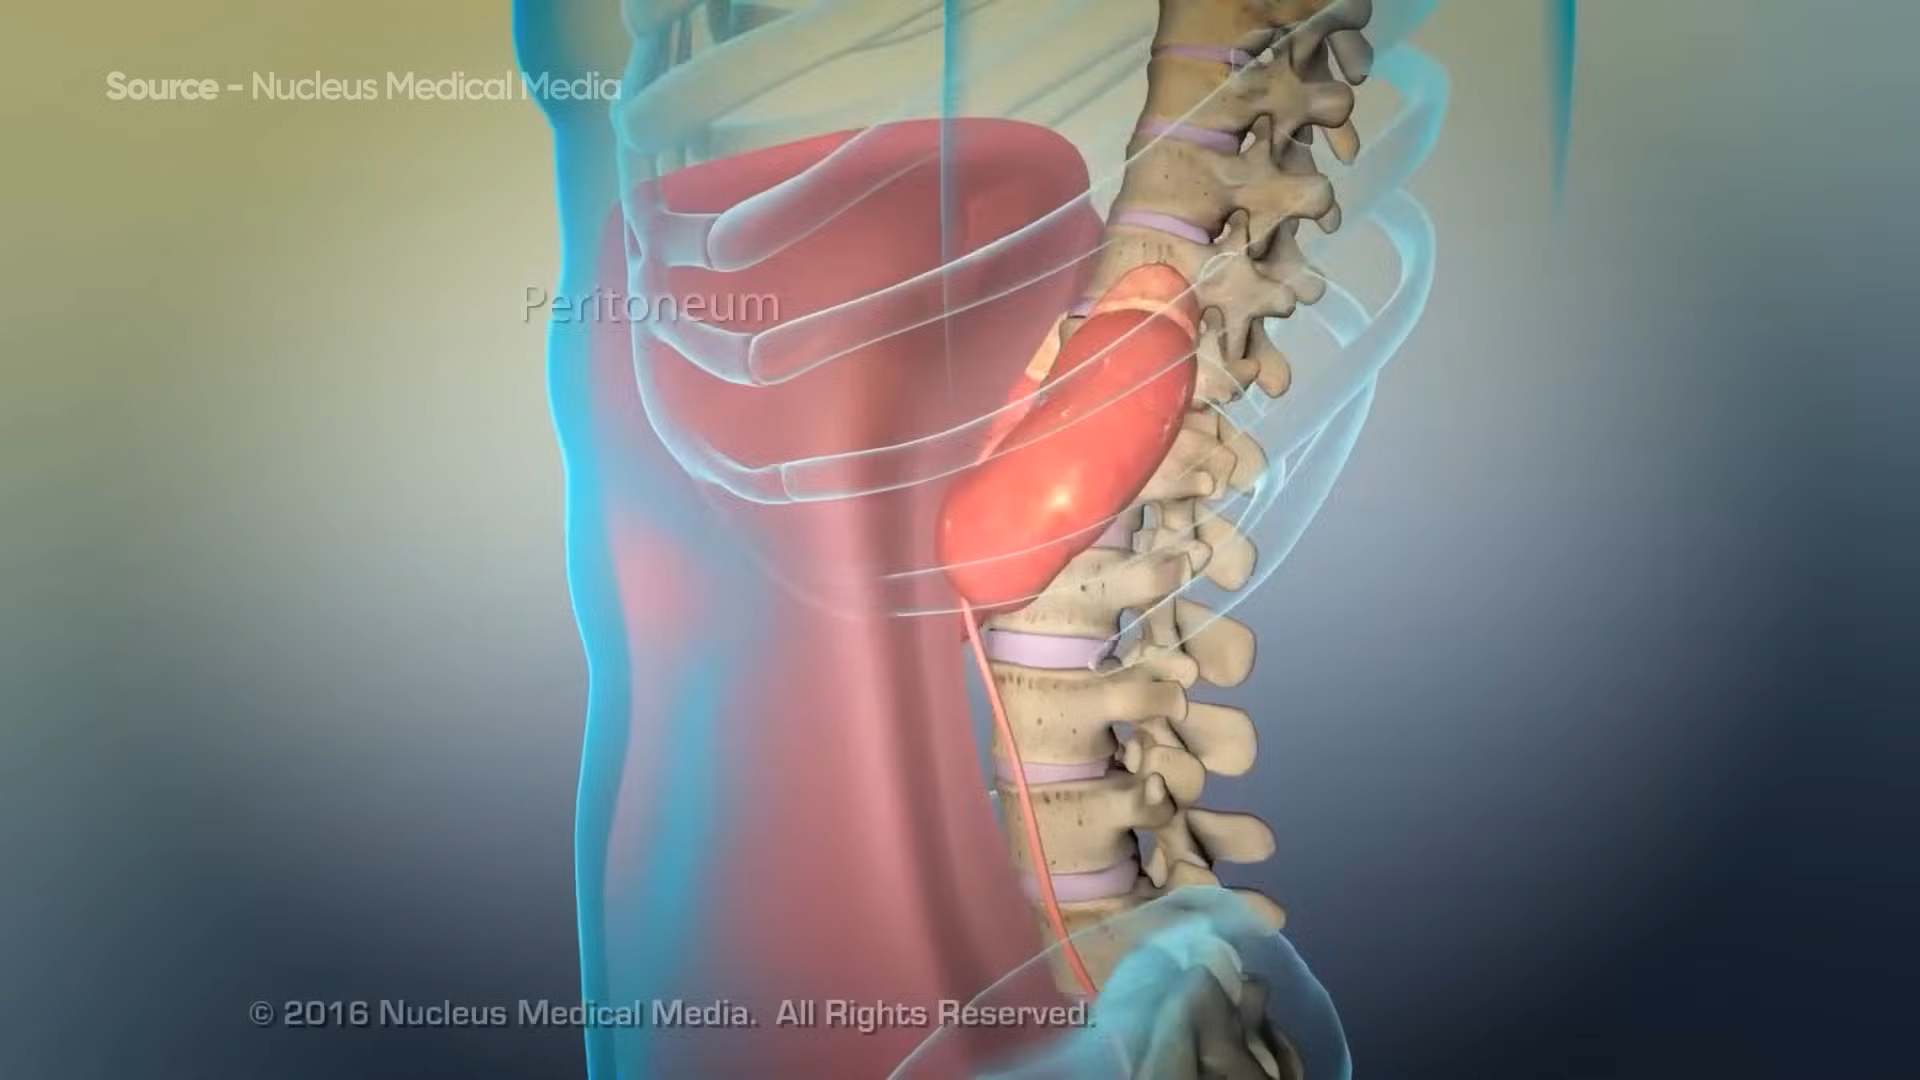 Source - Nucleus Medical Media
Peritoneum
© 2016 Nucleus Medical Media. All Rights Reserved.